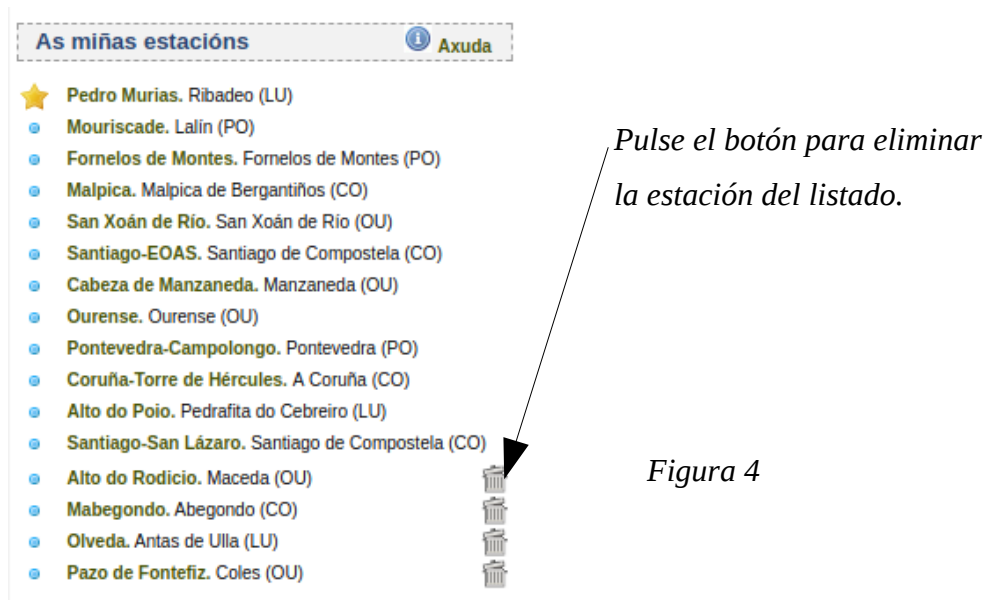 As miñas estacións Axuda
Pedro Murias. Ribadeo (LU)
Mouriscade. Lalín (PO)
Fornelos de Montes. Fornelos de Montes (PO)
Malpica. Malpica de Bergantiños (CO)
San Xoán de Río. San Xoán de Río (OU)
Santiago-EOAS. Santiago de Compostela (CO)
Cabeza de Manzaneda. Manzaneda (OU)
Ourense. Ourense (OU)
Pontevedra-Campolongo. Pontevedra (PO)
Coruña-Torre de Hércules. A Coruña (CO)
Alto do Poio. Pedrafita do Cebreiro (LU)
Santiago-San Lázaro. Santiago de Compostela (CO)
Alto do Rodicio. Maceda (OU)
Mabegondo. Abegondo (CO)
Olveda. Antas de Ulla (LU)
Pazo de Fontefiz. Coles (OU)
Pulse el botón para eliminar
la estación del listado.
Figura 4